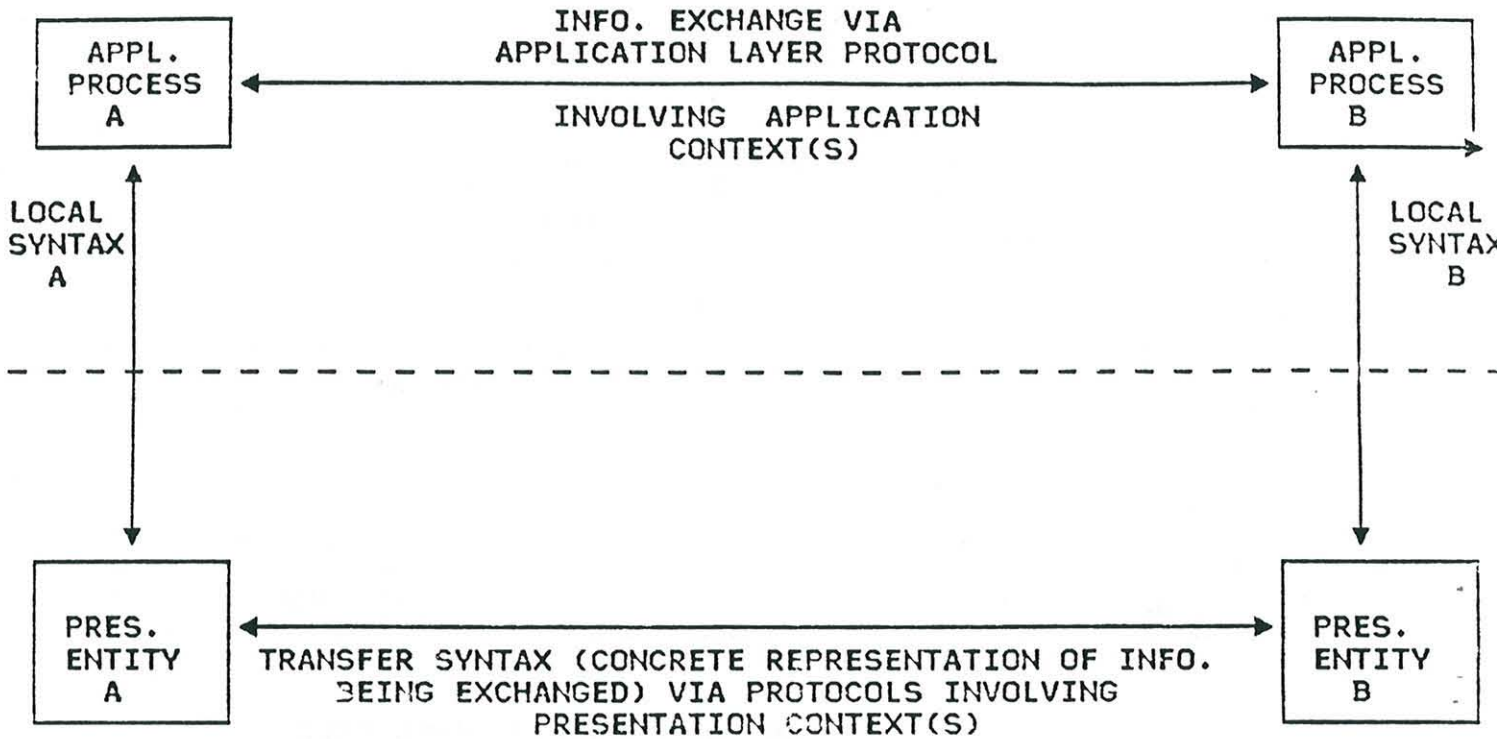 INFO. EXCHANGE VIA
APPLICATION LAYER PROTOCOL
APPL.
PROCESS
A
APPL.
PROCESS
B
INVOLVING APPLICATION
CONTEXT(S)
LOCAL
SYNTAX
A
LOCAL
SYNTAX
B
PRES.
ENTITY
A
PRES.
ENTITY
B
TRANSFER SYNTAX (CONCRETE REPRESENTATION OF INFO.
BEING EXCHANGED) VIA PROTOCOLS INVOLVING
PRESENTATION CONTEXT(S)